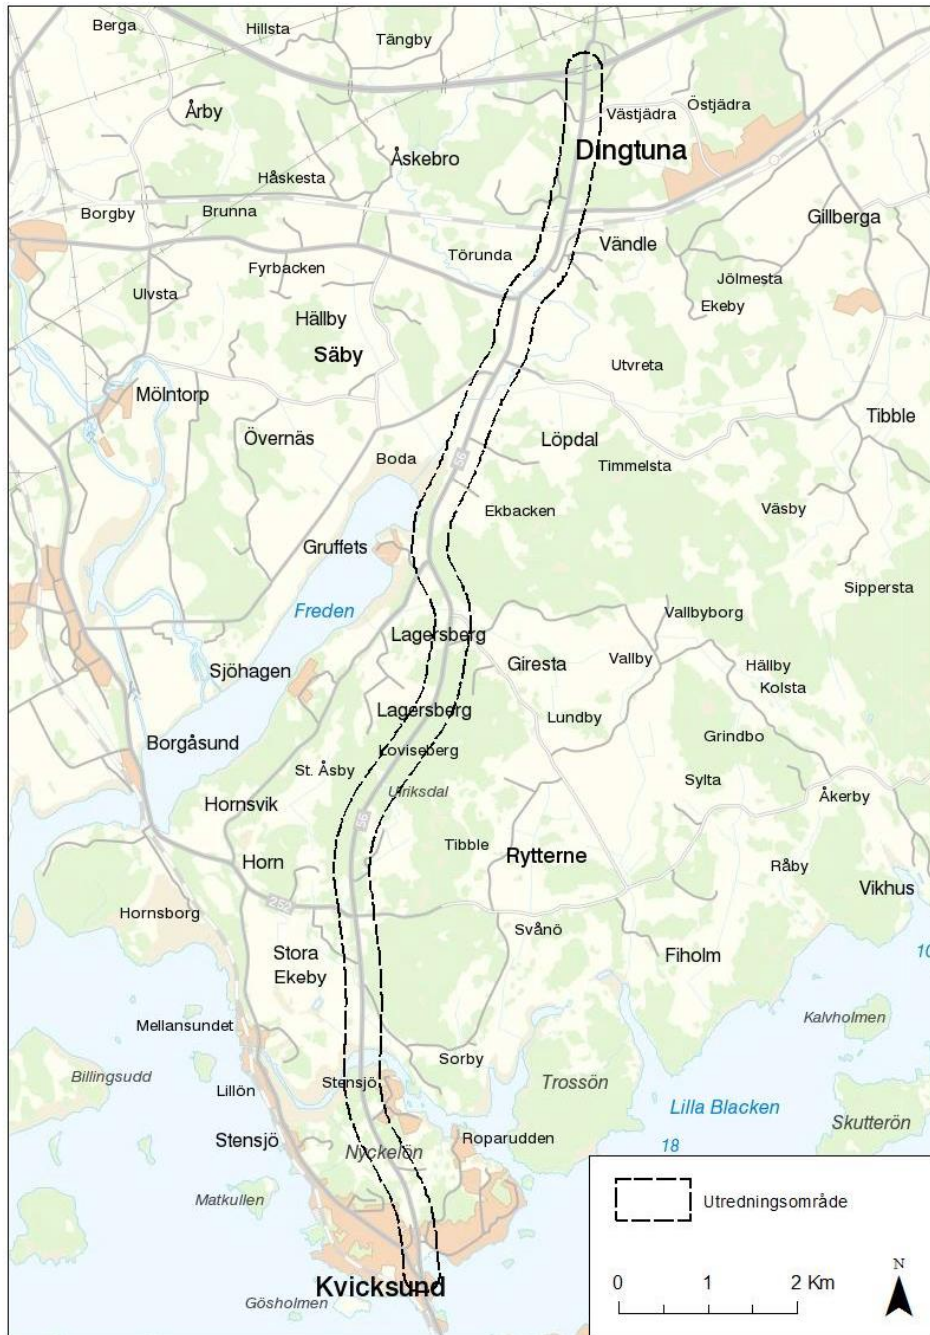 Berga
Hillsta
Tängby
Årby
Västjädra
Östjädra
Åskebro
Dingtuna
Håskesta
Borgby
Brunna
Gillberga
Törunda
Vändle
Fyrbacken
Jölmesta
Ulvsta
Ekeby
Hällby
Säby
Utvreta
Mölntorp
Tibble
Övernäs
Löpdal
Boda
56
Timmelsta
Ekbacken
Väsby
Gruffets
Sippersta
Freden
Vallbyborg
Lagersberg
Sjöhagen
Giresta
Vallby
Hällby
Kolsta
Lagersberg
Lundby
Borgåsund
Loviseberg
Grindbo
St. Åsby
Sylta
Hornsvik
Ulriksdal
Åkerby
56
Tibble
Rytterne
Horn
Råby
Vikhus
252
Hornsborg
Svånö
Stora
Ekeby
Fiholm
10
Mellansundet
Kalvholmen
Sorby
Billingsudd
Lillön
Stensjö
Trossön
Lilla Blacken
Skutterön
Stensjö
Roparudden
18
Nyckelön
Matkullen
Utredningsområde
Kvicksund
Gösholmen
0 1 2 Km
N